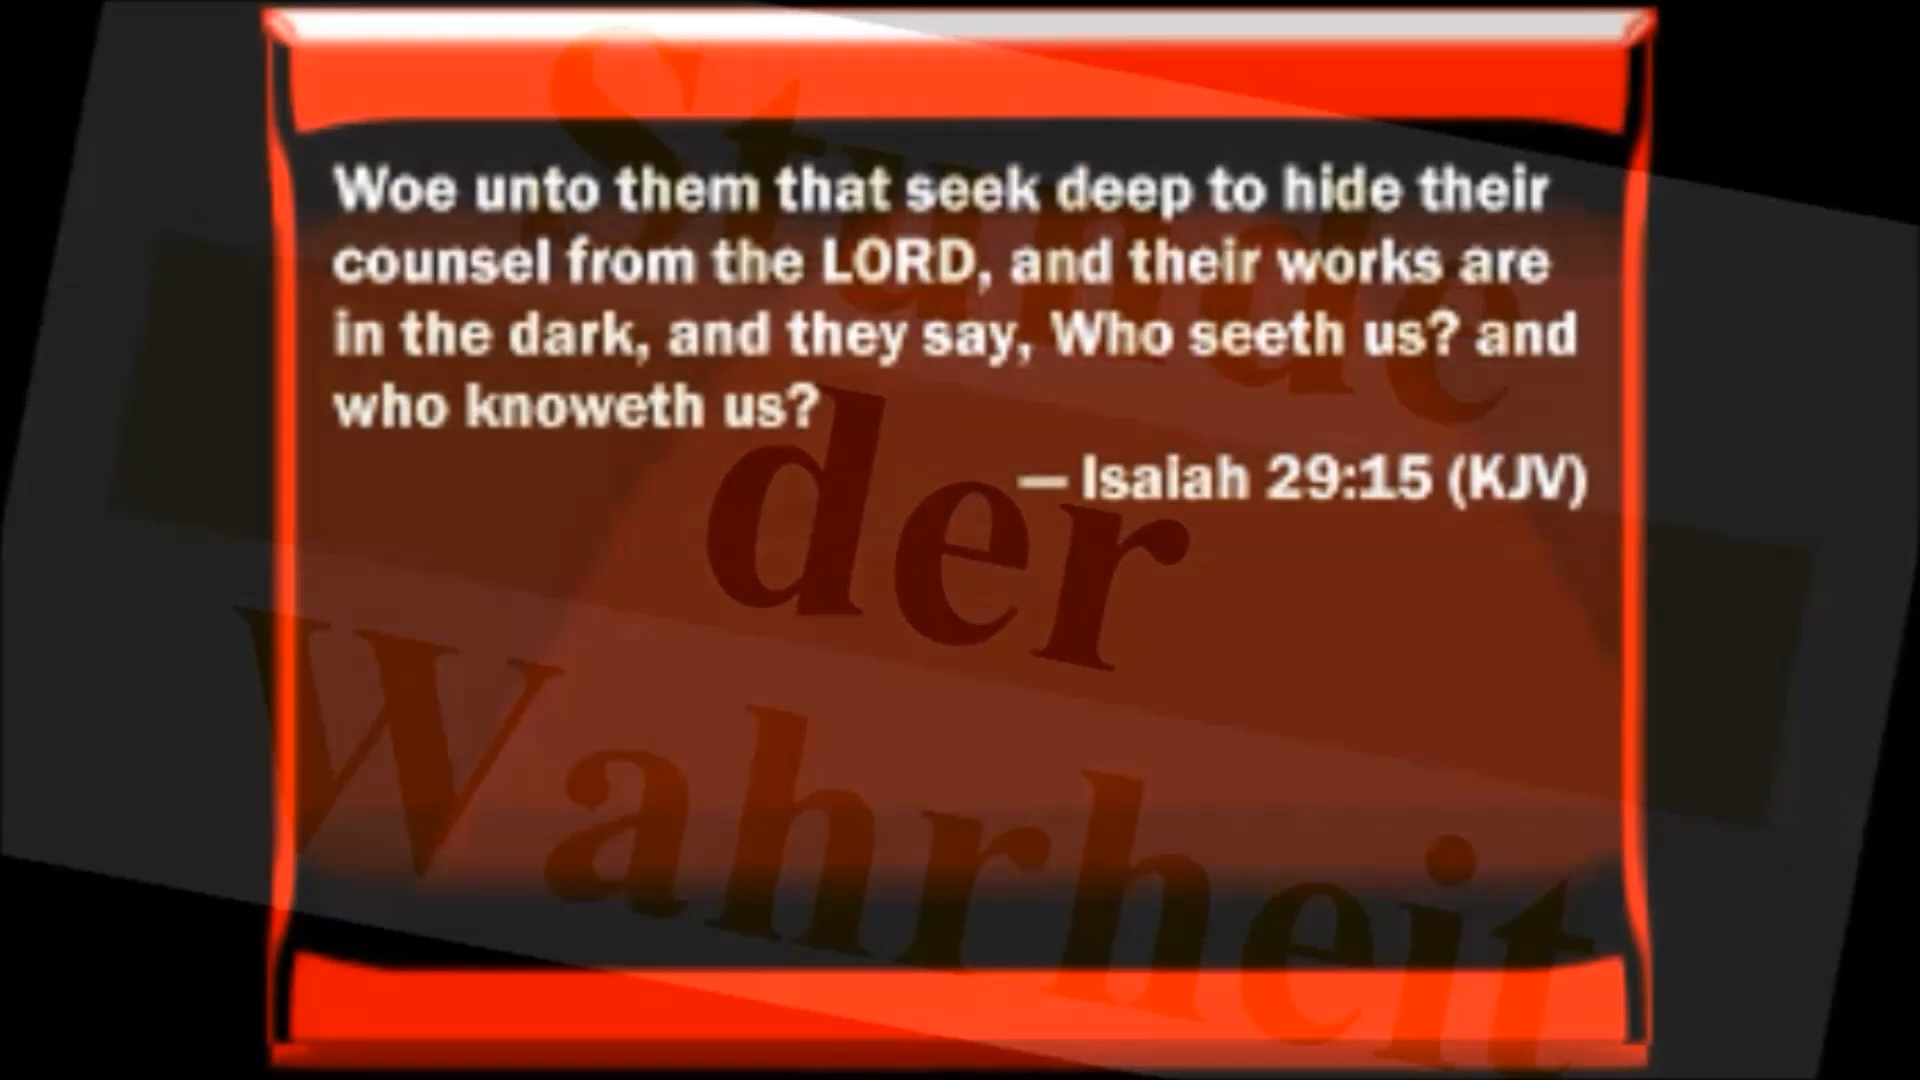 Woe unto them that seek deep to hide their
counsel from the LORD, and their works are
in the dark, and they say, Who seeth us? and
who knoweth us?
— Isaiah 29:15 (KJV)
Stunde
der
Wahrheit